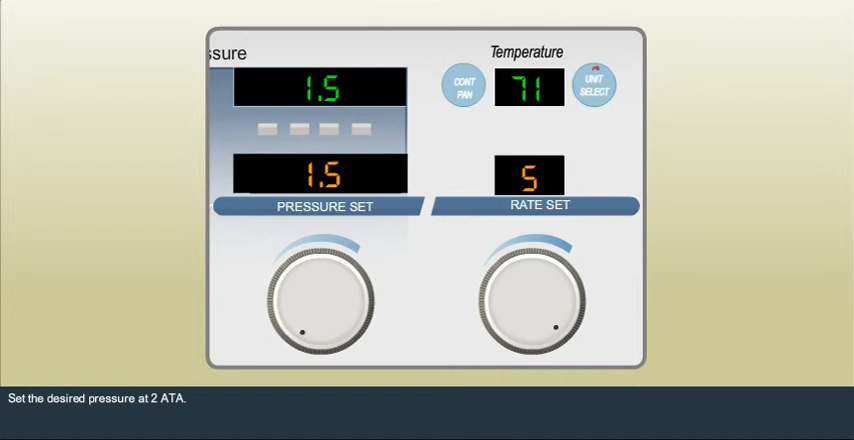 ssure
Temperature
1.5
CONT
PAN
71
UNIT
SELECT
1.5
5
PRESSURE SET
RATE SET
Set the desired pressure at 2 ATA.